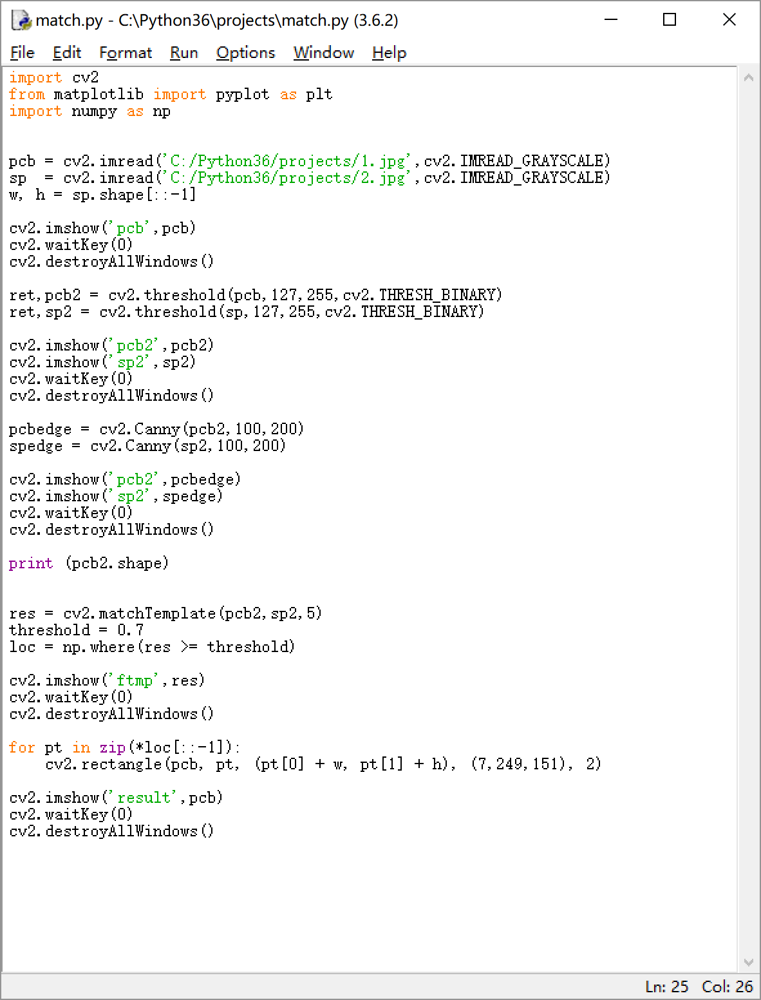 match.py - C:\Python36\projects\match.py (3.6.2)
File Edit Format Run Options Window Help
import cv2
from matplotlib import pyplot as plt
import numpy as np
pcb = cv2.imread('C:/Python36/projects/1.jpg',cv2.IMREAD_GRAYSCALE)
sp  = cv2.imread('C:/Python36/projects/2.jpg',cv2.IMREAD_GRAYSCALE)
w, h = sp.shape[::-1]
cv2.imshow('pcb',pcb)
cv2.waitKey(0)
cv2.destroyAllWindows()
ret,pcb2 = cv2.threshold(pcb,127,255,cv2.THRESH_BINARY)
ret,sp2 = cv2.threshold(sp,127,255,cv2.THRESH_BINARY)
cv2.imshow('pcb2',pcb2)
cv2.imshow('sp2',sp2)
cv2.waitKey(0)
cv2.destroyAllWindows()
pcbedge = cv2.Canny(pcb2,100,200)
spedge = cv2.Canny(sp2,100,200)
cv2.imshow('pcb2',pcbedge)
cv2.imshow('sp2',spedge)
cv2.waitKey(0)
cv2.destroyAllWindows()
print (pcb2.shape)
res = cv2.matchTemplate(pcb2,sp2,5)
threshold = 0.7
loc = np.where(res >= threshold)
cv2.imshow('ftmp',res)
cv2.waitKey(0)
cv2.destroyAllWindows()
for pt in zip(*loc[::-1]):
    cv2.rectangle(pcb, pt, (pt[0] + w, pt[1] + h), (7,249,151), 2)
cv2.imshow('result',pcb)
cv2.waitKey(0)
cv2.destroyAllWindows()
Ln: 25 Col: 26